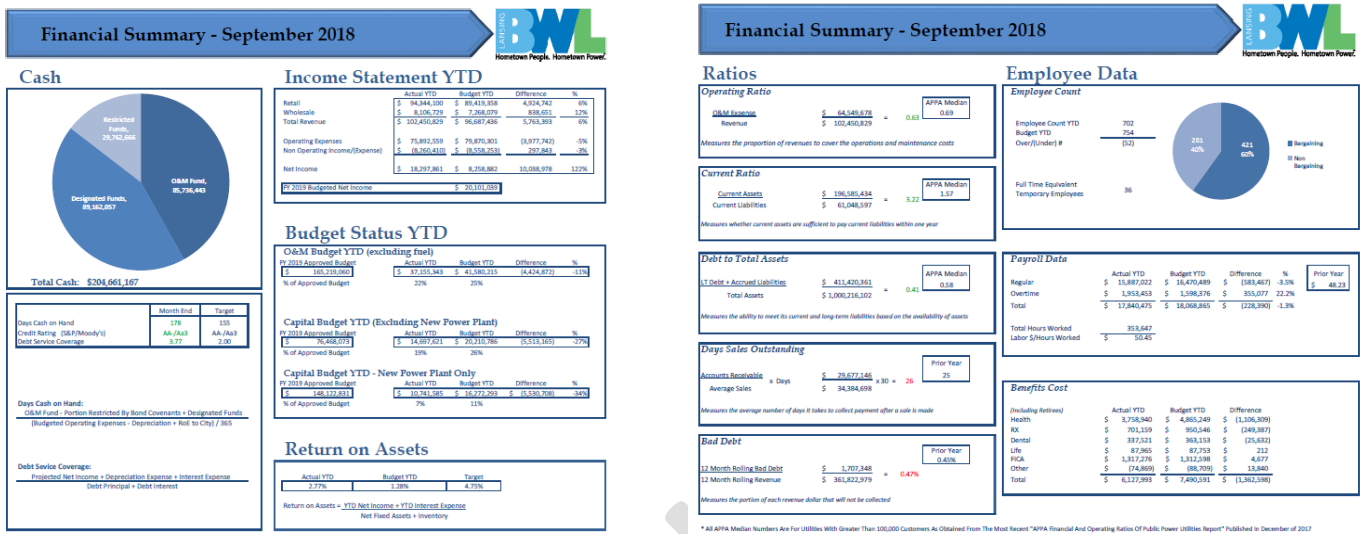 Financial Summary - September 2018
LANSING
BWL
Hometown People. Hometown Power.
Cash
Restricted
Funds,
29,762,666
O&M Fund,
85,736,443
Designated Funds,
89,162,057
Total Cash: $204,661,167
Month End Target
Days Cash on Hand 178 155
Credit Rating (S&P/Moody's) AA-/Aa3 AA-/Aa3
Debt Service Coverage 3.77 2.00
Days Cash on Hand:
O&M Fund - Portion Restricted By Bond Covenants + Designated Funds
(Budgeted Operating Expenses - Depreciation + RoE to City) / 365
Debt Sevice Coverage:
Projected Net Income + Depreciation Expense + Interest Expense
Debt Principal + Debt Interest
Income Statement YTD
Actual YTD Budget YTD Difference %
Retail $ 94,344,100 $ 89,419,358 4,924,742 6%
Wholesale $ 8,106,729 $ 7,268,079 838,651 12%
Total Revenue $ 102,450,829 $ 96,687,436 5,763,393 6%
Operating Expenses $ 75,892,559 $ 79,870,301 (3,977,742) -5%
Non Operating Income/(Expense) $ (8,260,410) $ (8,558,253) 297,843 -3%
Net Income $ 18,297,861 $ 8,258,882 10,038,978 122%
FY 2019 Budgeted Net Income $ 20,101,039
Budget Status YTD
O&M Budget YTD (excluding fuel)
FY 2019 Approved Budget Actual YTD Budget YTD Difference %
$ 165,219,060 $ 37,155,343 $ 41,580,215 (4,424,872) -11%
% of Approved Budget 22% 25%
Capital Budget YTD (Excluding New Power Plant)
FY 2019 Approved Budget Actual YTD Budget YTD Difference %
$ 76,468,073 $ 14,697,621 $ 20,210,786 (5,513,165) -27%
% of Approved Budget 19% 26%
Capital Budget YTD - New Power Plant Only
FY 2019 Approved Budget Actual YTD Budget YTD Difference %
$ 148,122,831 $ 10,741,585 $ 16,272,293 $ (5,530,708) -34%
% of Approved Budget 7% 11%
Return on Assets
Actual YTD Budget YTD Target
2.77% 1.28% 4.75%
Return on Assets = YTD Net Income + YTD Interest Expense
Net Fixed Assets + Inventory
Financial Summary - September 2018
LANSING
BWL
Hometown People. Hometown Power.
Ratios
Operating Ratio
O&M Expense $ 64,549,678 = 0.63 APPA Median
Revenue $ 102,450,829 0.69
Measures the proportion of revenues to cover the operations and maintenance costs
Current Ratio
Current Assets $ 196,585,434 = 3.22 APPA Median
Current Liabilities $ 61,048,597 1.57
Measures whether current assets are sufficient to pay current liabilities within one year
Debt to Total Assets
LT Debt + Accrued Liabilities $ 411,420,361 = 0.41 APPA Median
Total Assets $ 1,000,216,102 0.58
Measures the ability to meet its current and long-term liabilities based on the availability of assets
Days Sales Outstanding
Prior Year
25
Accounts Receivable x Days $ 29,677,146 x 30 = 26
Average Sales $ 34,384,698
Measures the average number of days it takes to collect payment after a sale is made
Bad Debt
Prior Year
0.45%
12 Month Rolling Bad Debt $ 1,707,348 = 0.47%
12 Month Rolling Revenue $ 361,822,979
Measures the portion of each revenue dollar that will not be collected
Employee Data
Employee Count
Employee Count YTD 702
Budget YTD 754
Over/(Under) # (52)
Full Time Equivalent
Temporary Employees 36
281
40%
421
60%
Bargaining
Non
Bargaining
Payroll Data
Actual YTD Budget YTD Difference % Prior Year
Regular $ 15,887,022 $ 16,470,489 $ (583,467) -3.5% $ 48.23
Overtime $ 1,953,453 $ 1,598,376 $ 355,077 22.2%
Total $ 17,840,475 $ 18,068,865 $ (228,390) -1.3%
Total Hours Worked 353,647
Labor $/Hours Worked $ 50.45
Benefits Cost
(Including Retirees) Actual YTD Budget YTD Difference
Health $ 3,758,940 $ 4,865,249 $ (1,106,309)
RX $ 701,159 $ 950,546 $ (249,387)
Dental $ 337,521 $ 363,153 $ (25,632)
Life $ 87,965 $ 87,753 $ 212
FICA $ 1,317,276 $ 1,312,598 $ 4,677
Other $ (74,869) $ (88,709) $ 13,840
Total $ 6,127,993 $ 7,490,591 $ (1,362,598)
* All APPA Median Numbers Are For Utilities With Greater Than 100,000 Customers As Obtained From The Most Recent "APPA Financial And Operating Ratios Of Public Power Utilities Report" Published In December of 2017